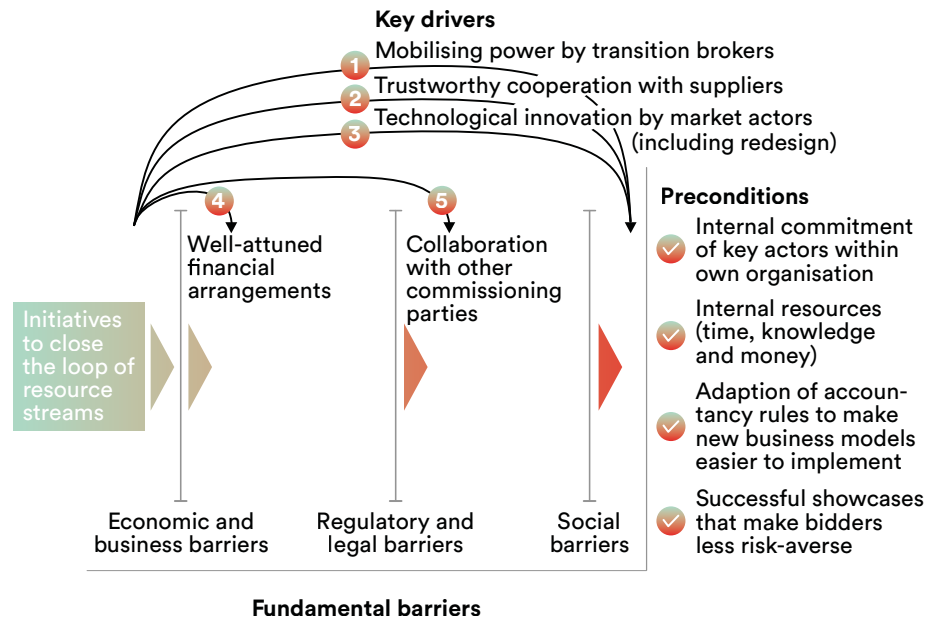 Key drivers
1 Mobilising power by transition brokers
2 Trustworthy cooperation with suppliers
3 Technological innovation by market actors
(including redesign)
4
Well-attuned
financial
arrangements
5
Collaboration
with other
commissioning
parties
Initiatives
to close
the loop of
resource
streams
Economic and
business barriers
Regulatory and
legal barriers
Social
barriers
Fundamental barriers
Preconditions
Internal commitment
of key actors within
own organisation
Internal resources
(time, knowledge
and money)
Adaption of accoun-
tancy rules to make
new business models
easier to implement
Successful showcases
that make bidders
less risk-averse